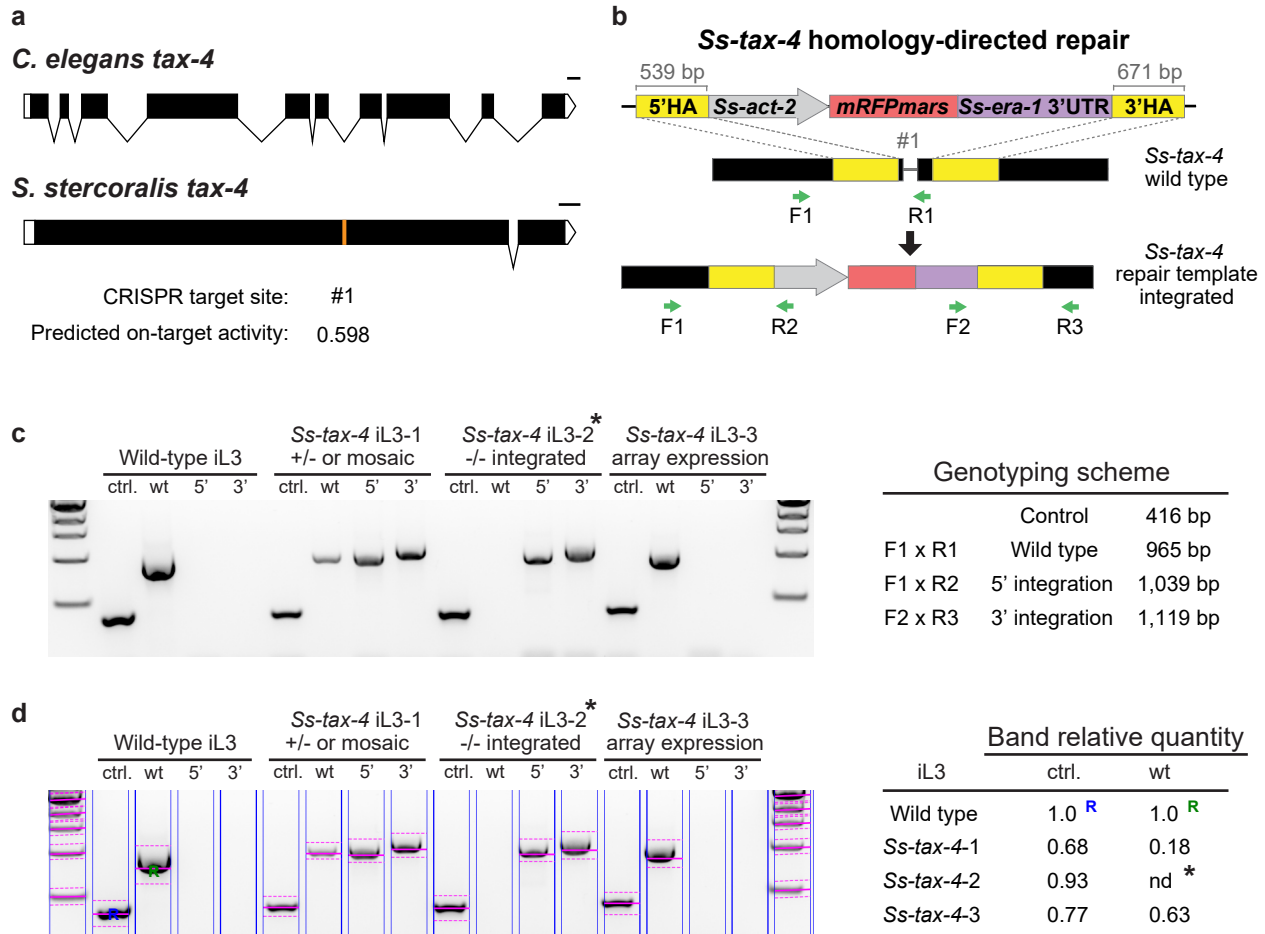 a
C. elegans tax-4
S. stercoralis tax-4
CRISPR target site: #1
Predicted on-target activity: 0.598
b
Ss-tax-4 homology-directed repair
539 bp 671 bp
5'HA Ss-act-2 mRFPmars Ss-era-1 3'UTR 3'HA
#1
Ss-tax-4
wild type
F1 R1
Ss-tax-4
repair template
integrated
F1 R2 F2 R3
c
Wild-type iL3
Ss-tax-4 iL3-1
+/- or mosaic
Ss-tax-4 iL3-2*
-/- integrated
Ss-tax-4 iL3-3
array expression
ctrl. wt 5' 3' ctrl. wt 5' 3' ctrl. wt 5' 3' ctrl. wt 5' 3'
Genotyping scheme
Control 416 bp
F1 x R1 Wild type 965 bp
F1 x R2 5' integration 1,039 bp
F2 x R3 3' integration 1,119 bp
d
Wild-type iL3
Ss-tax-4 iL3-1
+/- or mosaic
Ss-tax-4 iL3-2*
-/- integrated
Ss-tax-4 iL3-3
array expression
ctrl. wt 5' 3' ctrl. wt 5' 3' ctrl. wt 5' 3' ctrl. wt 5' 3'
R
R
Band relative quantity
iL3 ctrl. wt
Wild type 1.0 R 1.0 R
Ss-tax-4-1 0.68 0.18
Ss-tax-4-2 0.93 nd *
Ss-tax-4-3 0.77 0.63